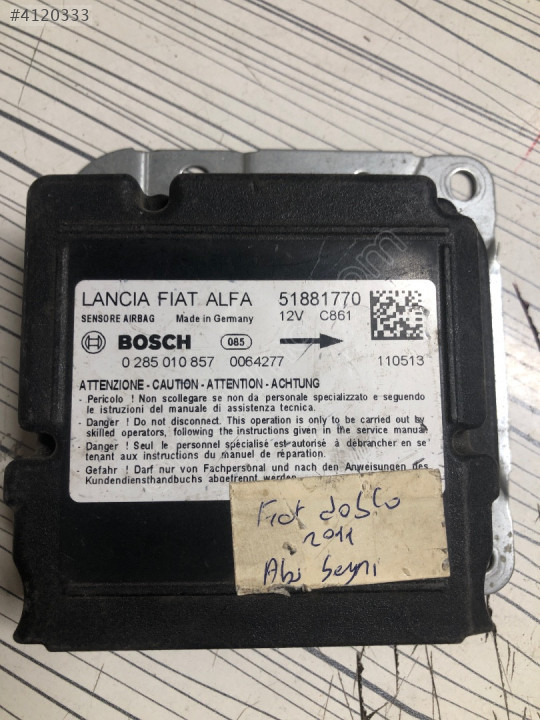 #4120333
LANCIA FIAT ALFA 51881770
SENSORE AIRBAG Made in Germany 12V C861
BOSCH 085
0 285 010 857 0064277 110513
ATTENZIONE - CAUTION - ATTENTION - ACHTUNG
- Pericolo ! Non scollegare se non da personale specializzato e seguendo
le istruzioni del manuale di assistenza tecnica.
- Danger ! Do not disconnect. This operation is only to be carried out by
skilled operators, following the instructions given in the service manual
- Danger ! Seul le personnel spécialisé est autorisé à débrancher en se
tenant aux instructions du manuel de réparation.
- Gefahr ! Darf nur von Fachpersonal und nach den Anweisungen des
Kundendiensthandbuchs abgetrennt werden
Fiat doblo
2011
Abi beyni